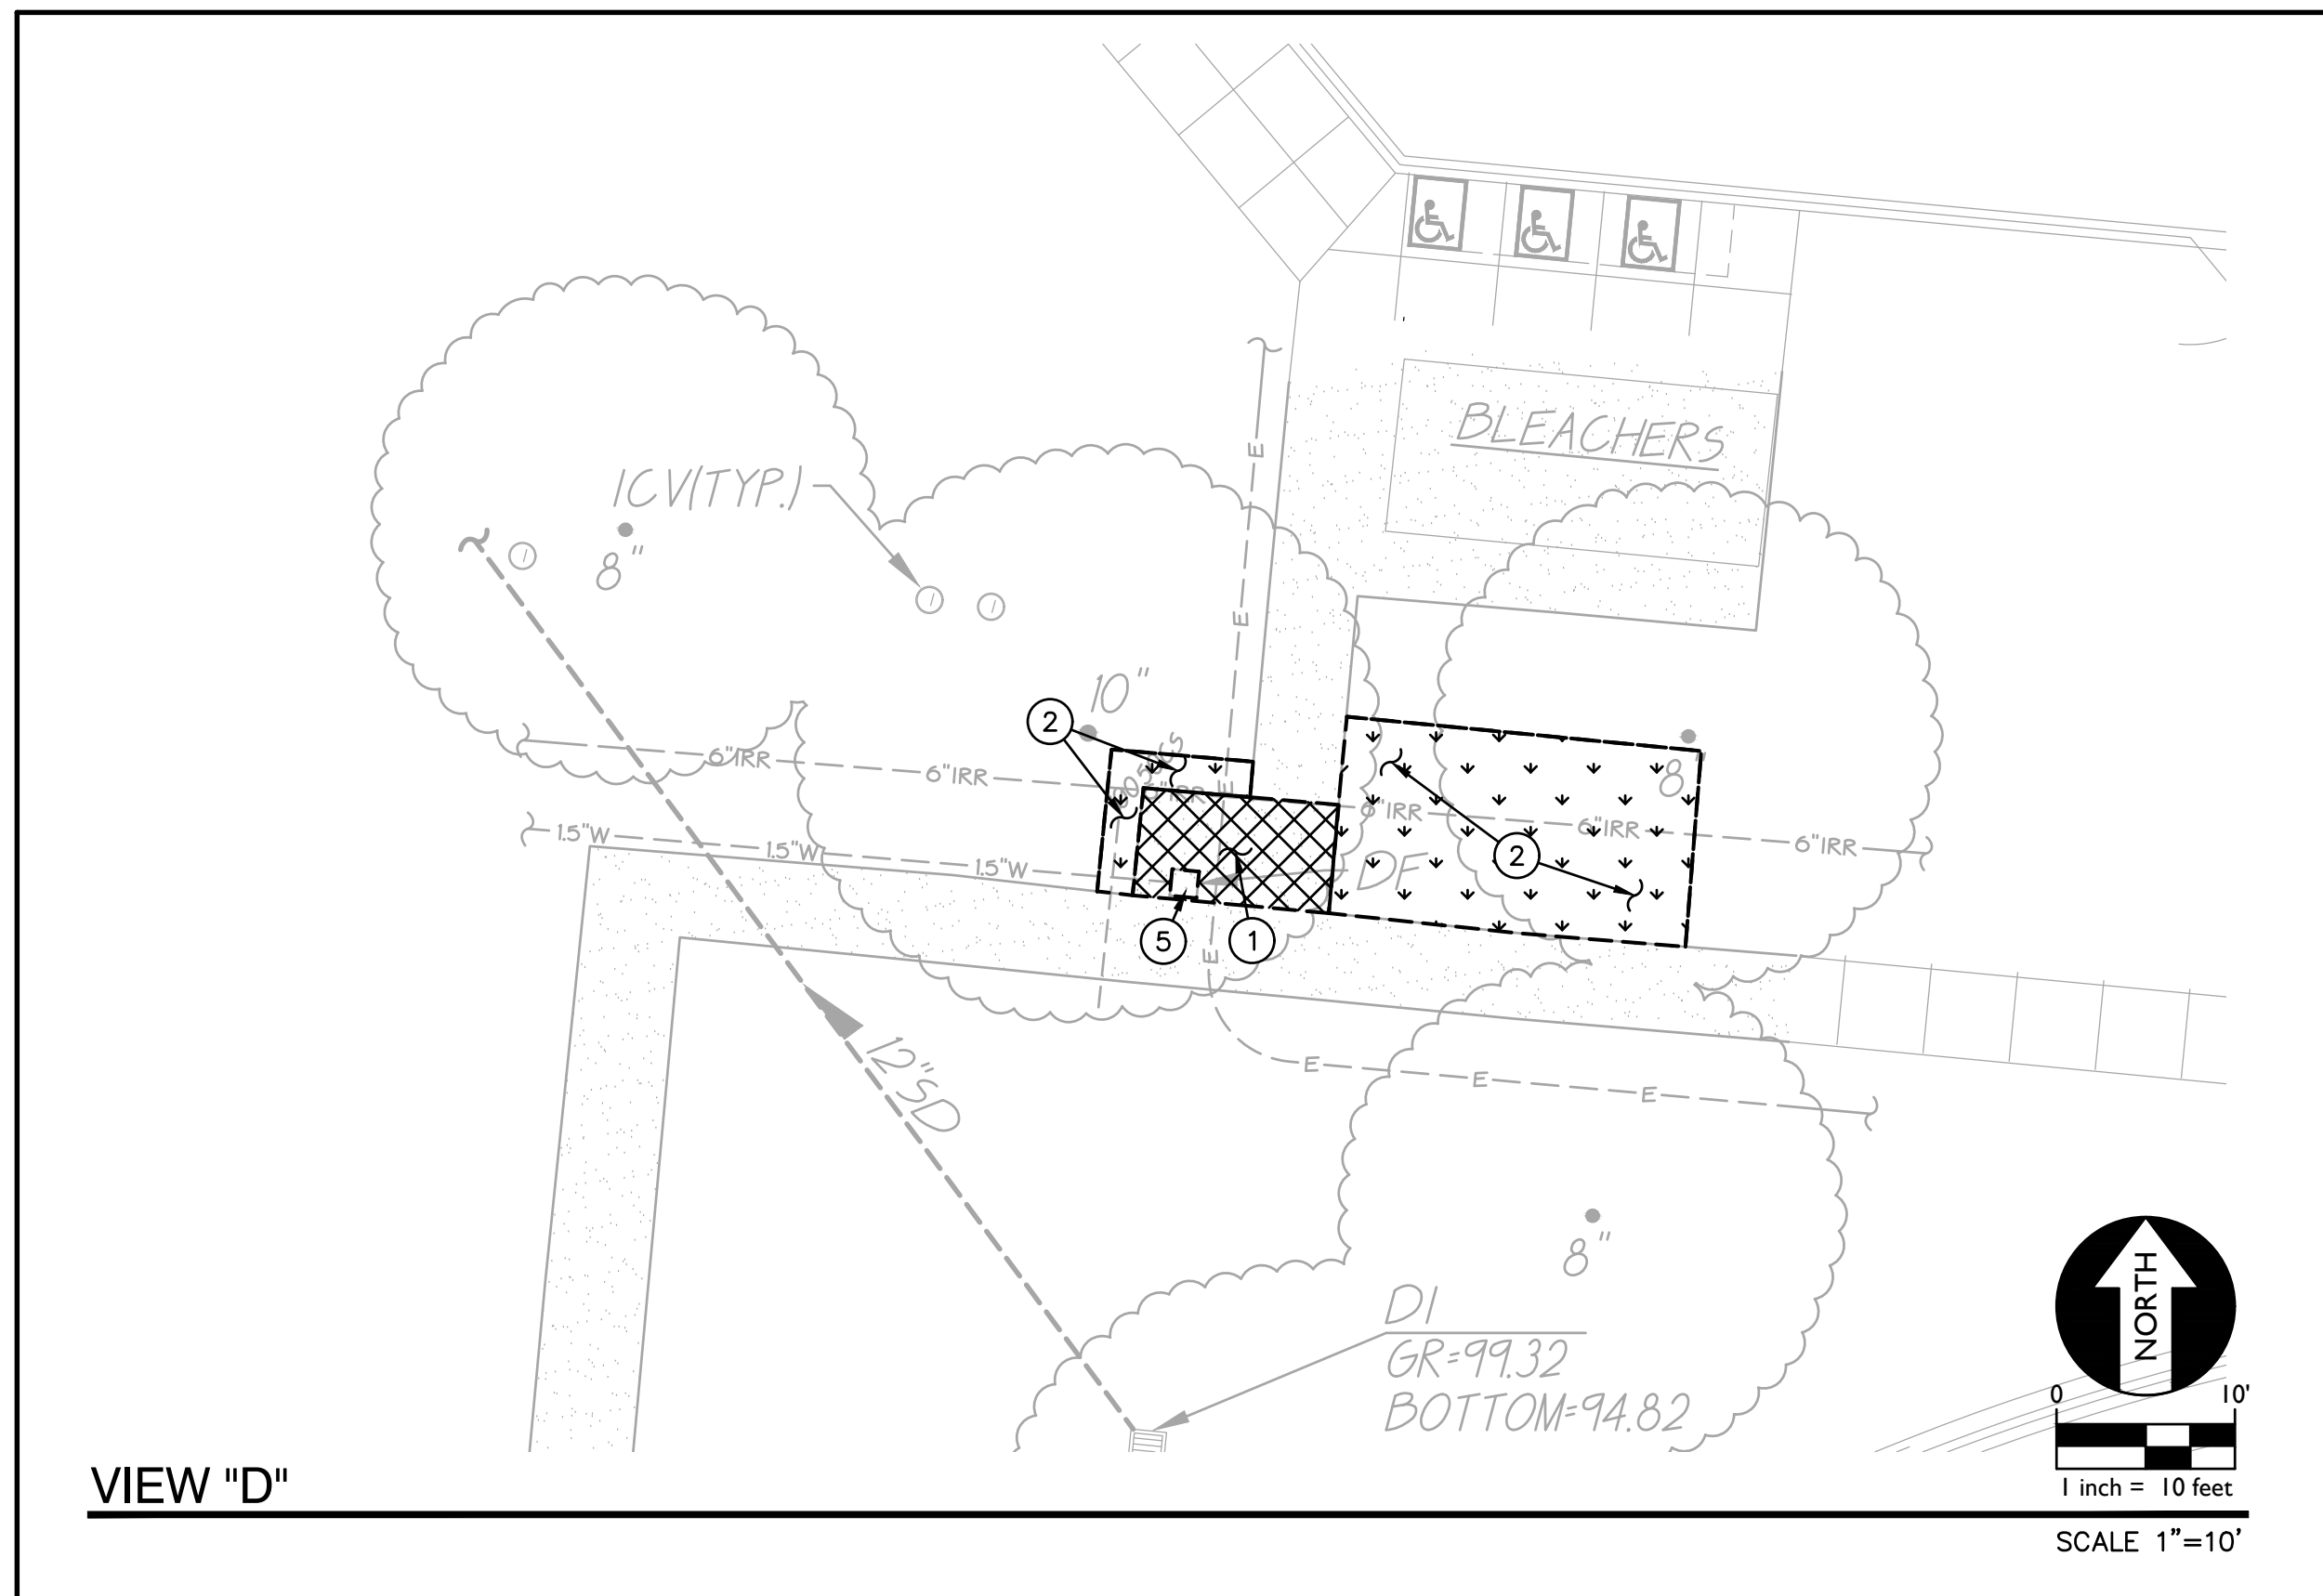 BLEACHERS
ICV(TYP.)
8"
E
E
10"
2
6"IRR
6"IRR
6"IRR
6"IRR
6"IRR
8"
1.5"W
1.5"W
1.5"W
DF
2
5
1
E
E
E
E
12"SD
8"
DI
GR=99.32
BOTTOM=94.82
NORTH
0 10'
1 inch = 10 feet
VIEW "D"
SCALE 1"=10'